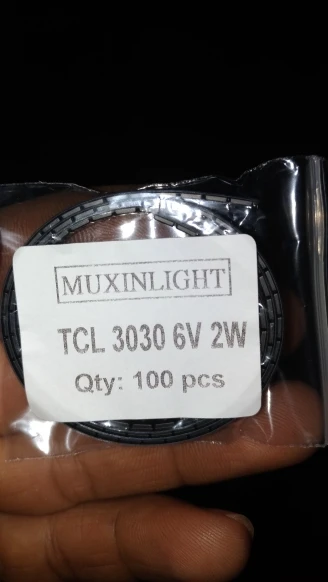 MUXINLIGHT
TCL 3030 6V 2W
Qty: 100 pcs